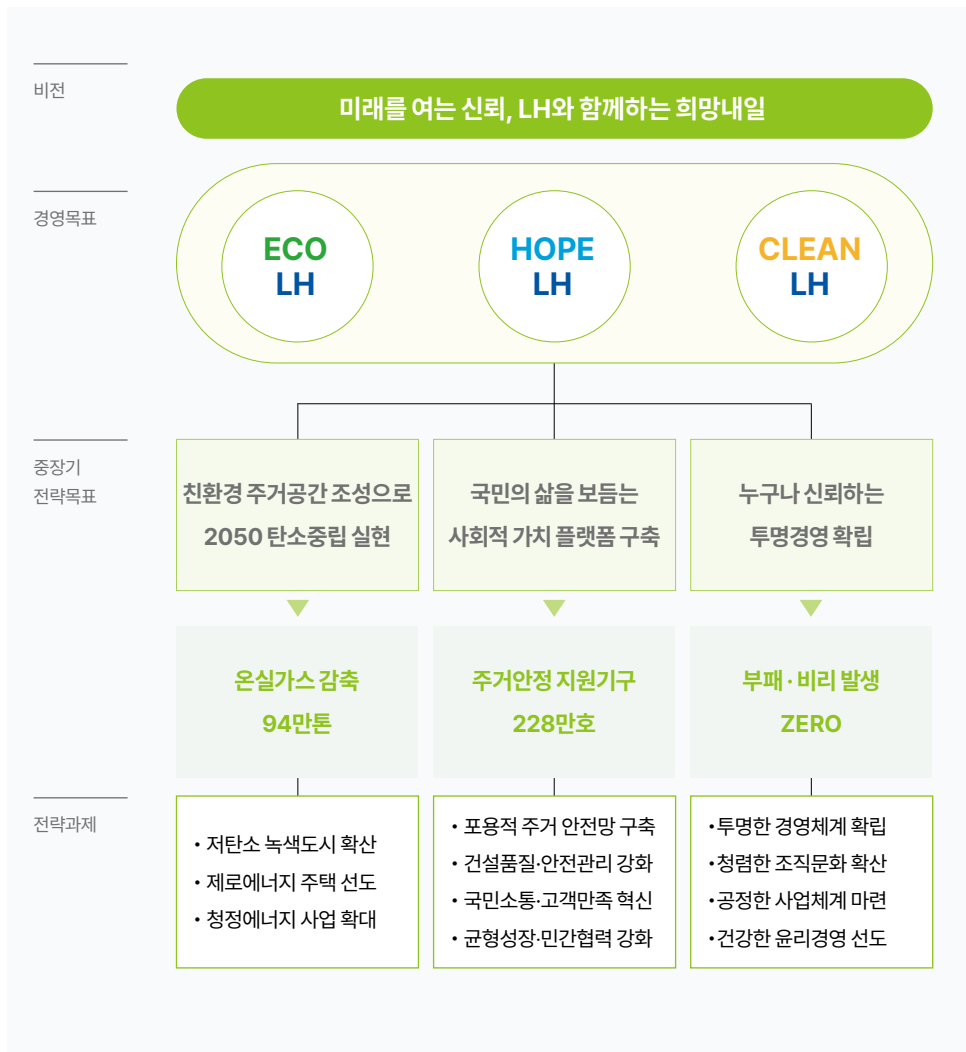 비전
미래를 여는 신뢰, LH와 함께하는 희망내일
경영목표
ECO
LH
HOPE
LH
CLEAN
LH
중장기
전략목표
친환경 주거공간 조성으로
2050 탄소중립 실현
국민의 삶을 보듬는
사회적 가치 플랫폼 구축
누구나 신뢰하는
투명경영 확립
온실가스 감축
94만톤
주거안정 지원기구
228만호
부패 · 비리 발생
ZERO
전략과제
• 저탄소 녹색도시 확산
• 제로에너지 주택 선도
• 청정에너지 사업 확대
• 포용적 주거 안전망 구축
• 건설품질·안전관리 강화
• 국민소통·고객만족 혁신
• 균형성장·민간협력 강화
•투명한 경영체계 확립
•청렴한 조직문화 확산
•공정한 사업체계 마련
•건강한 윤리경영 선도